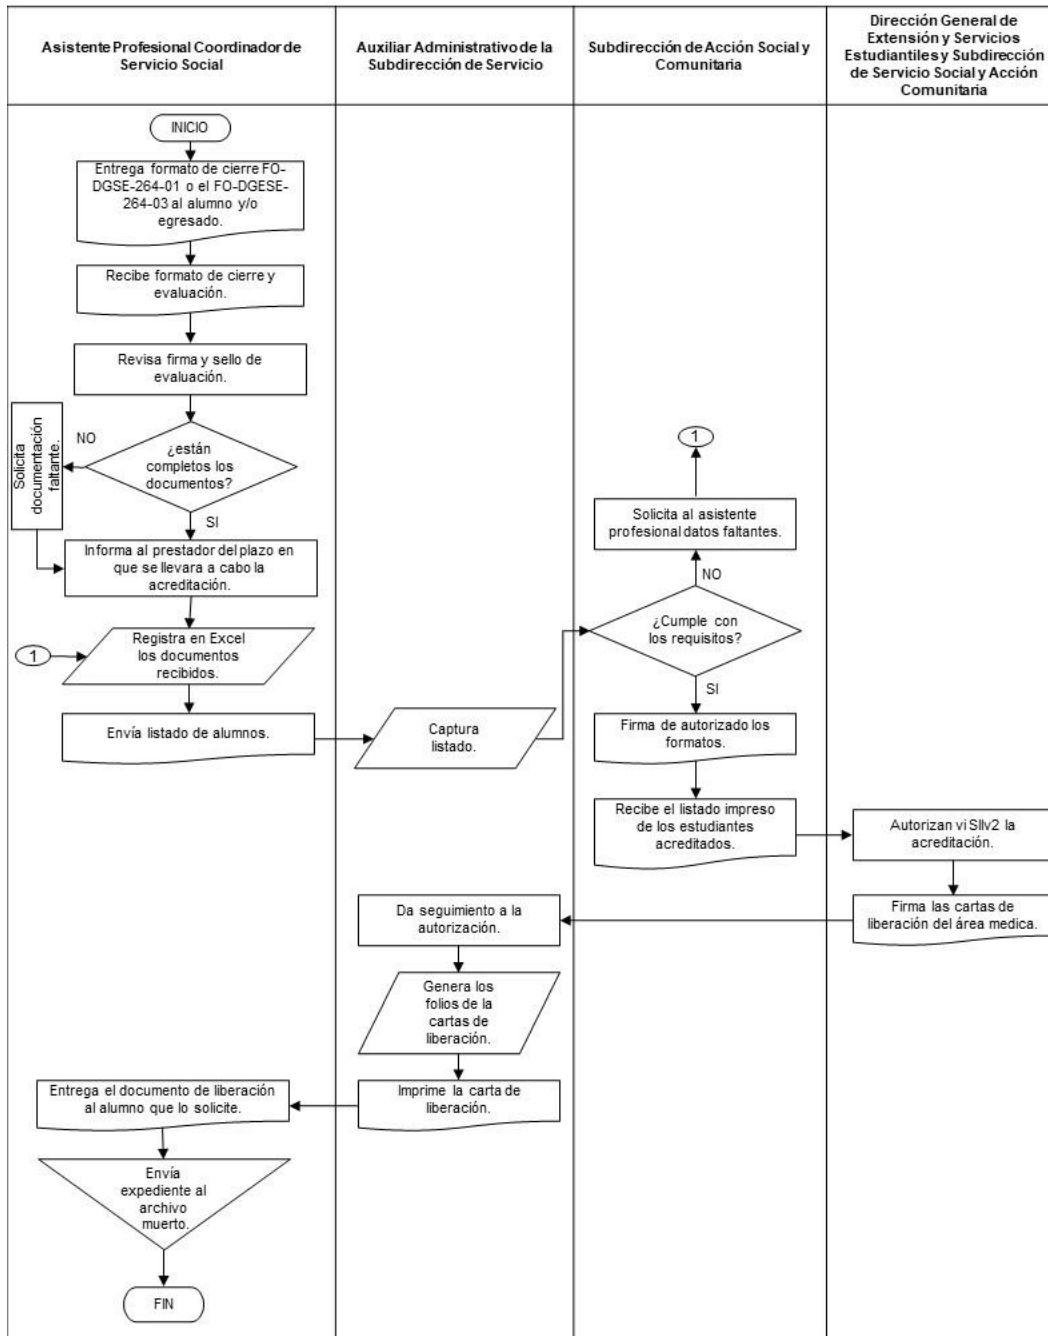 Asistente Profesional Coordinador de
Servicio Social
Auxiliar Administrativo de la
Subdirección de Servicio
Subdirección de Acción Social y
Comunitaria
Dirección General de
Extensión y Servicios
Estudiantiles y Subdirección
de Servicio Social y Acción
Comunitaria
INICIO
Entrega formato de cierre FO-
DGSE-264-01 o el FO-DGESE-
264-03 al alumno y/o
egresado.
Recibe formato de cierre y
evaluación.
Revisa firma y sello de
evaluación.
¿están
completos los
documentos?
NO
Solicita
documentación
faltante.
SI
Informa al prestador del plazo en
que se llevara a cabo la
acreditación.
1
Registra en Excel
los documentos
recibidos.
Envía listado de alumnos.
Captura
listado.
¿Cumple con
los requisitos?
NO
Solicita al asistente
profesional datos faltantes.
1
SI
Firma de autorizado los
formatos.
Recibe el listado impreso
de los estudiantes
acreditados.
Autorizan vi SIIv2 la
acreditación.
Firma las cartas de
liberación del área medica.
Da seguimiento a la
autorización.
Genera los
folios de la
cartas de
liberación.
Imprime la carta de
liberación.
Entrega el documento de liberación
al alumno que lo solicite.
Envía
expediente al
archivo
muerto.
FIN